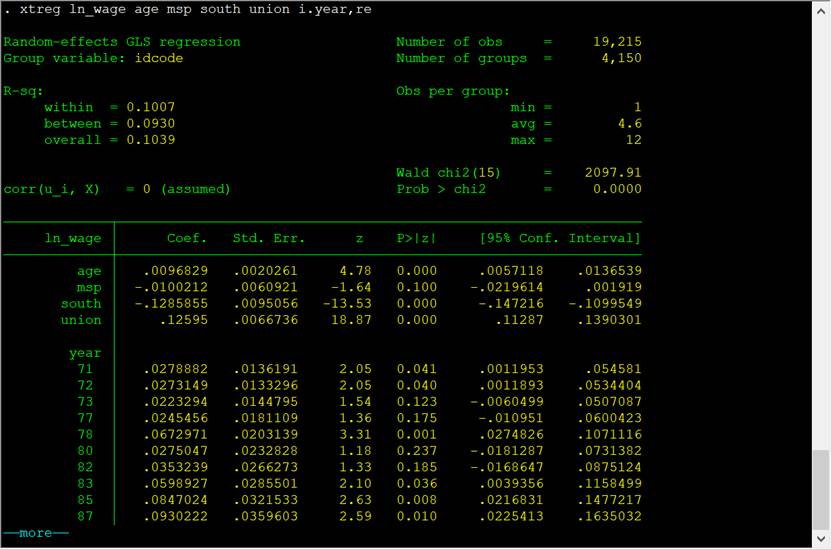 . xtreg ln_wage age msp south union i.year,re
Random-effects GLS regression Number of obs = 19,215
Group variable: idcode Number of groups = 4,150
R-sq: Obs per group:
within = 0.1007 min = 1
between = 0.0930 avg = 4.6
overall = 0.1039 max = 12
Wald chi2(15) = 2097.91
corr(u_i, X) = 0 (assumed) Prob > chi2 = 0.0000
ln_wage Coef. Std. Err. z P>|z| [95% Conf. Interval]
age .0096829 .0020261 4.78 0.000 .0057118 .0136539
msp -.0100212 .0060921 -1.64 0.100 -.0219614 .001919
south -.1285855 .0095056 -13.53 0.000 -.147216 -.1099549
union .12595 .0066736 18.87 0.000 .11287 .1390301
year
71 .0278882 .0136191 2.05 0.041 .0011953 .054581
72 .0273149 .0133296 2.05 0.040 .0011893 .0534404
73 .0223294 .0144795 1.54 0.123 -.0060499 .0507087
77 .0245456 .0181109 1.36 0.175 -.010951 .0600423
78 .0672971 .0203139 3.31 0.001 .0274826 .1071116
80 .0275047 .0232828 1.18 0.237 -.0181287 .0731382
82 .0353239 .0266273 1.33 0.185 -.0168647 .0875124
83 .0598927 .0285501 2.10 0.036 .0039356 .1158499
85 .0847024 .0321533 2.63 0.008 .0216831 .1477217
87 .0930222 .0359603 2.59 0.010 .0225413 .1635032
—more—